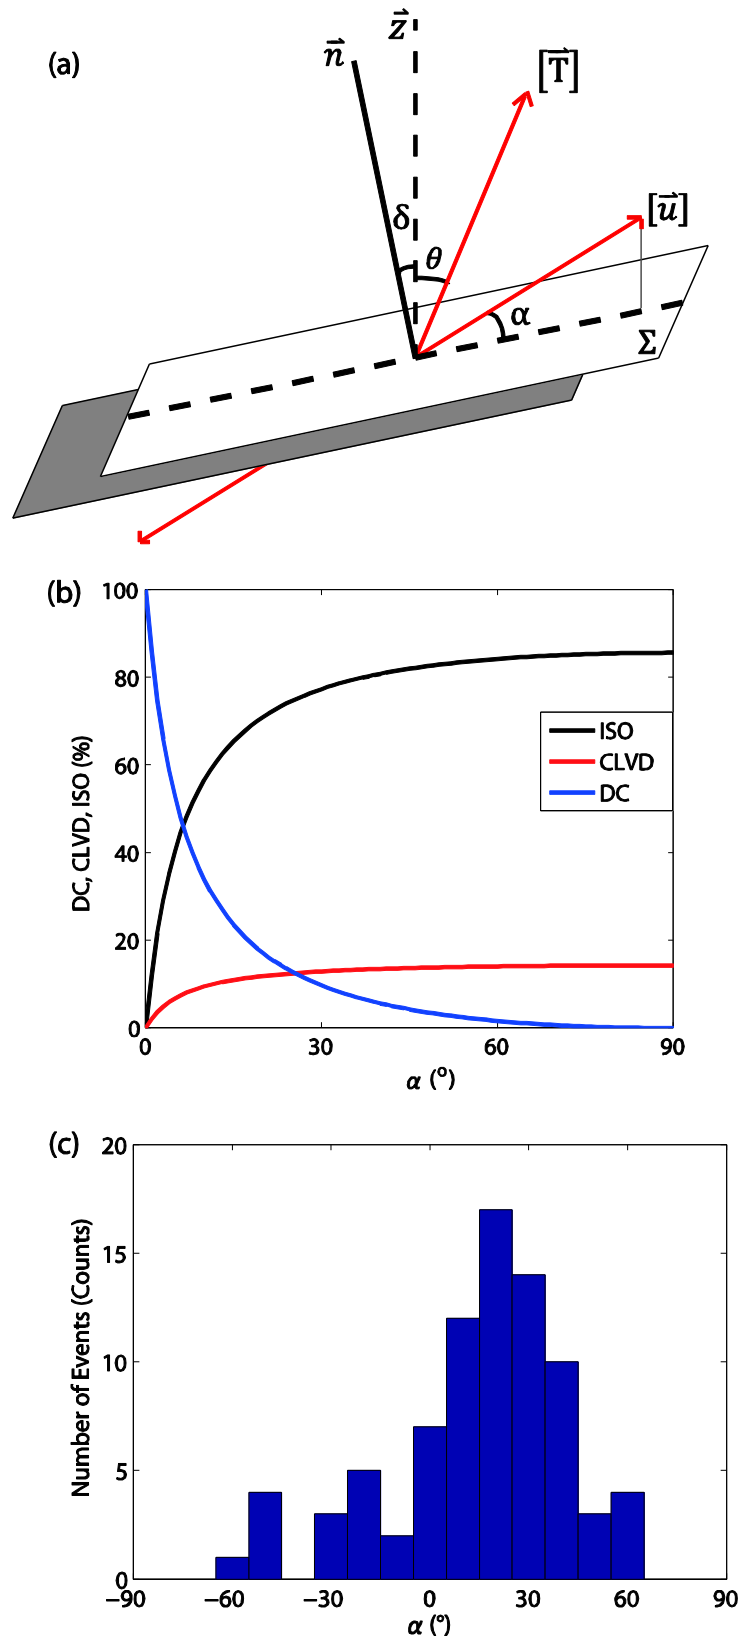 (a)
n⃗
z⃗
[T⃗]
δ
θ
[u⃗]
α
Σ
(b)
DC, CLVD, ISO (%)
100
80
60
40
20
0
ISO
CLVD
DC
0 30 60 90
α (°)
(c)
Number of Events (Counts)
20
15
10
5
0
−90 −60 −30 0 30 60 90
α (°)